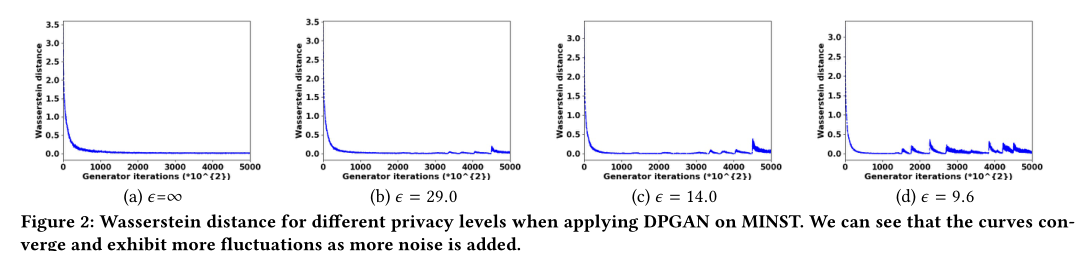 3.5
3.0
2.5
2.0
1.5
1.0
0.5
0.0
Wasserstein distance
0 1000 2000 3000 4000 5000
Generator iterations (*10^{2})
(a) ϵ=∞
3.5
3.0
2.5
2.0
1.5
1.0
0.5
0.0
Wasserstein distance
0 1000 2000 3000 4000 5000
Generator iterations (*10^{2})
(b) ϵ = 29.0
3.0
2.5
2.0
1.5
1.0
0.5
0.0
Wasserstein distance
0 1000 2000 3000 4000 5000
Generator iterations (*10^{2})
(c) ϵ = 14.0
3.0
2.5
2.0
1.5
1.0
0.5
0.0
Wasserstein distance
0 1000 2000 3000 4000 5000
Generator iterations (*10^{2})
(d) ϵ = 9.6
Figure 2: Wasserstein distance for different privacy levels when applying DPGAN on MINST. We can see that the curves con-
verge and exhibit more fluctuations as more noise is added.